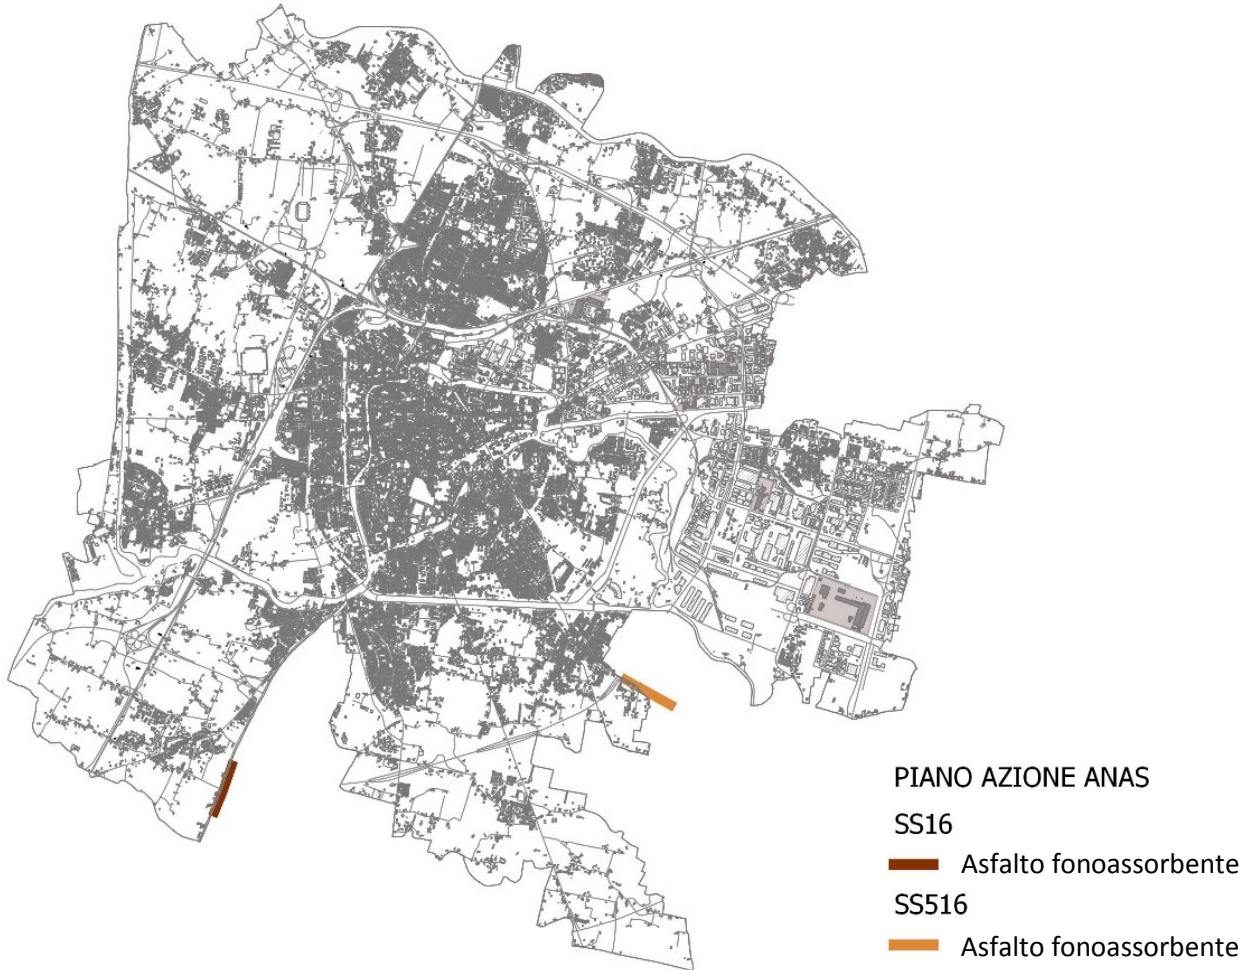 PIANO AZIONE ANAS
SS16
Asfalto fonoassorbente
SS516
Asfalto fonoassorbente